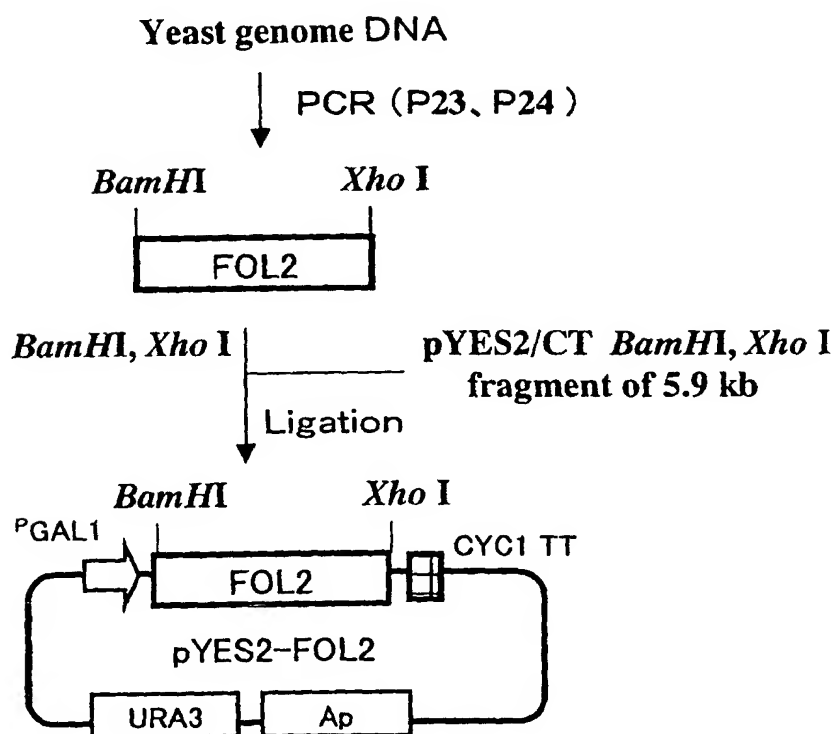 Yeast genome DNA
PCR (P23、P24)
BamHI Xho I
FOL2
BamHI, Xho I
pYES2/CT BamHI, Xho I
fragment of 5.9 kb
Ligation
BamHI Xho I
PGAL1
CYC1 TT
FOL2
pYES2-FOL2
URA3 Ap